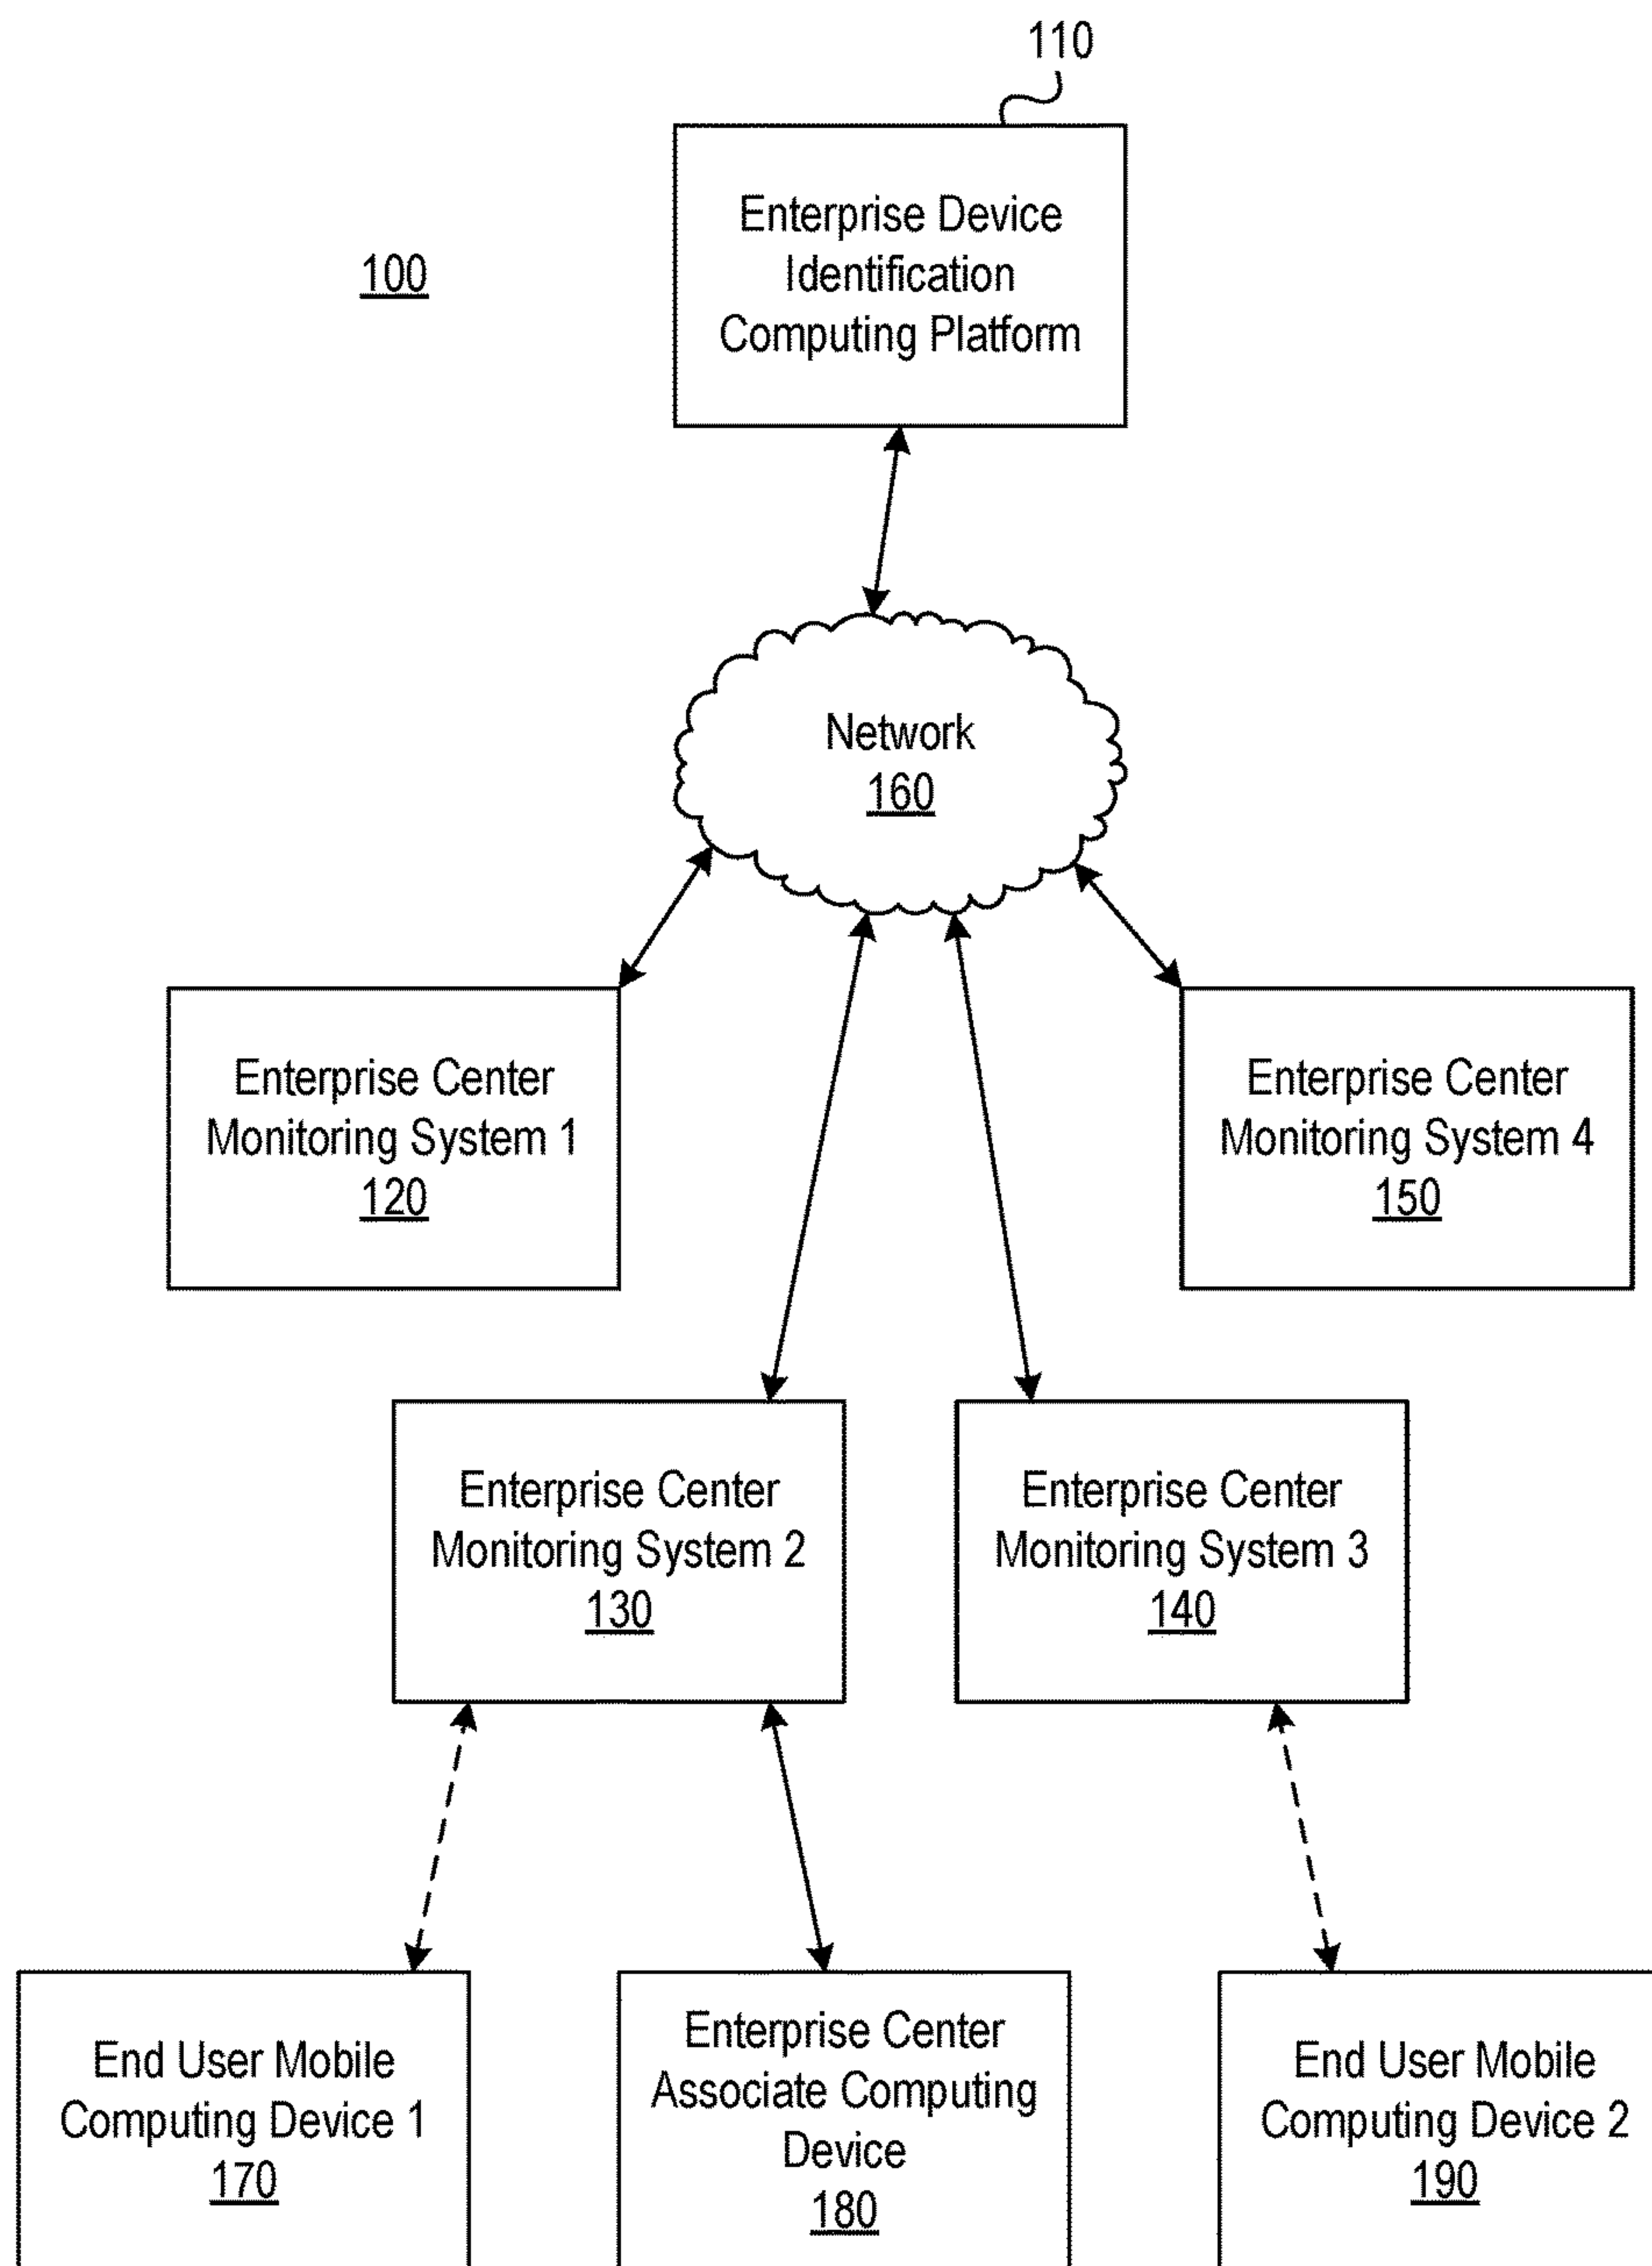 110
Enterprise Device
Identification
Computing Platform
100
Network
160
Enterprise Center
Monitoring System 1
120
Enterprise Center
Monitoring System 4
150
Enterprise Center
Monitoring System 2
130
Enterprise Center
Monitoring System 3
140
End User Mobile
Computing Device 1
170
Enterprise Center
Associate Computing
Device
180
End User Mobile
Computing Device 2
190